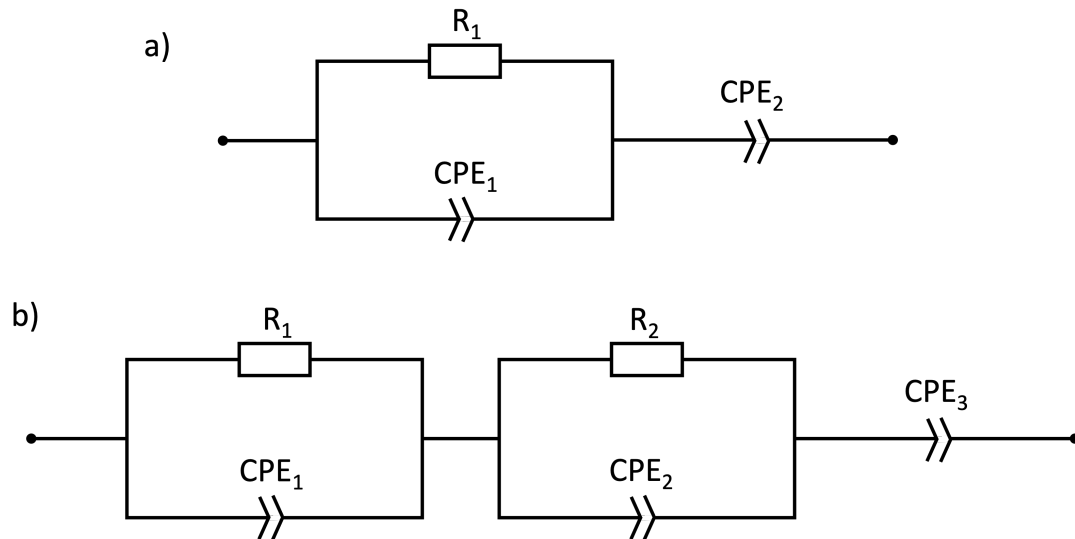 a)
R₁
CPE₂
CPE₁
b)
R₁
R₂
CPE₃
CPE₁
CPE₂